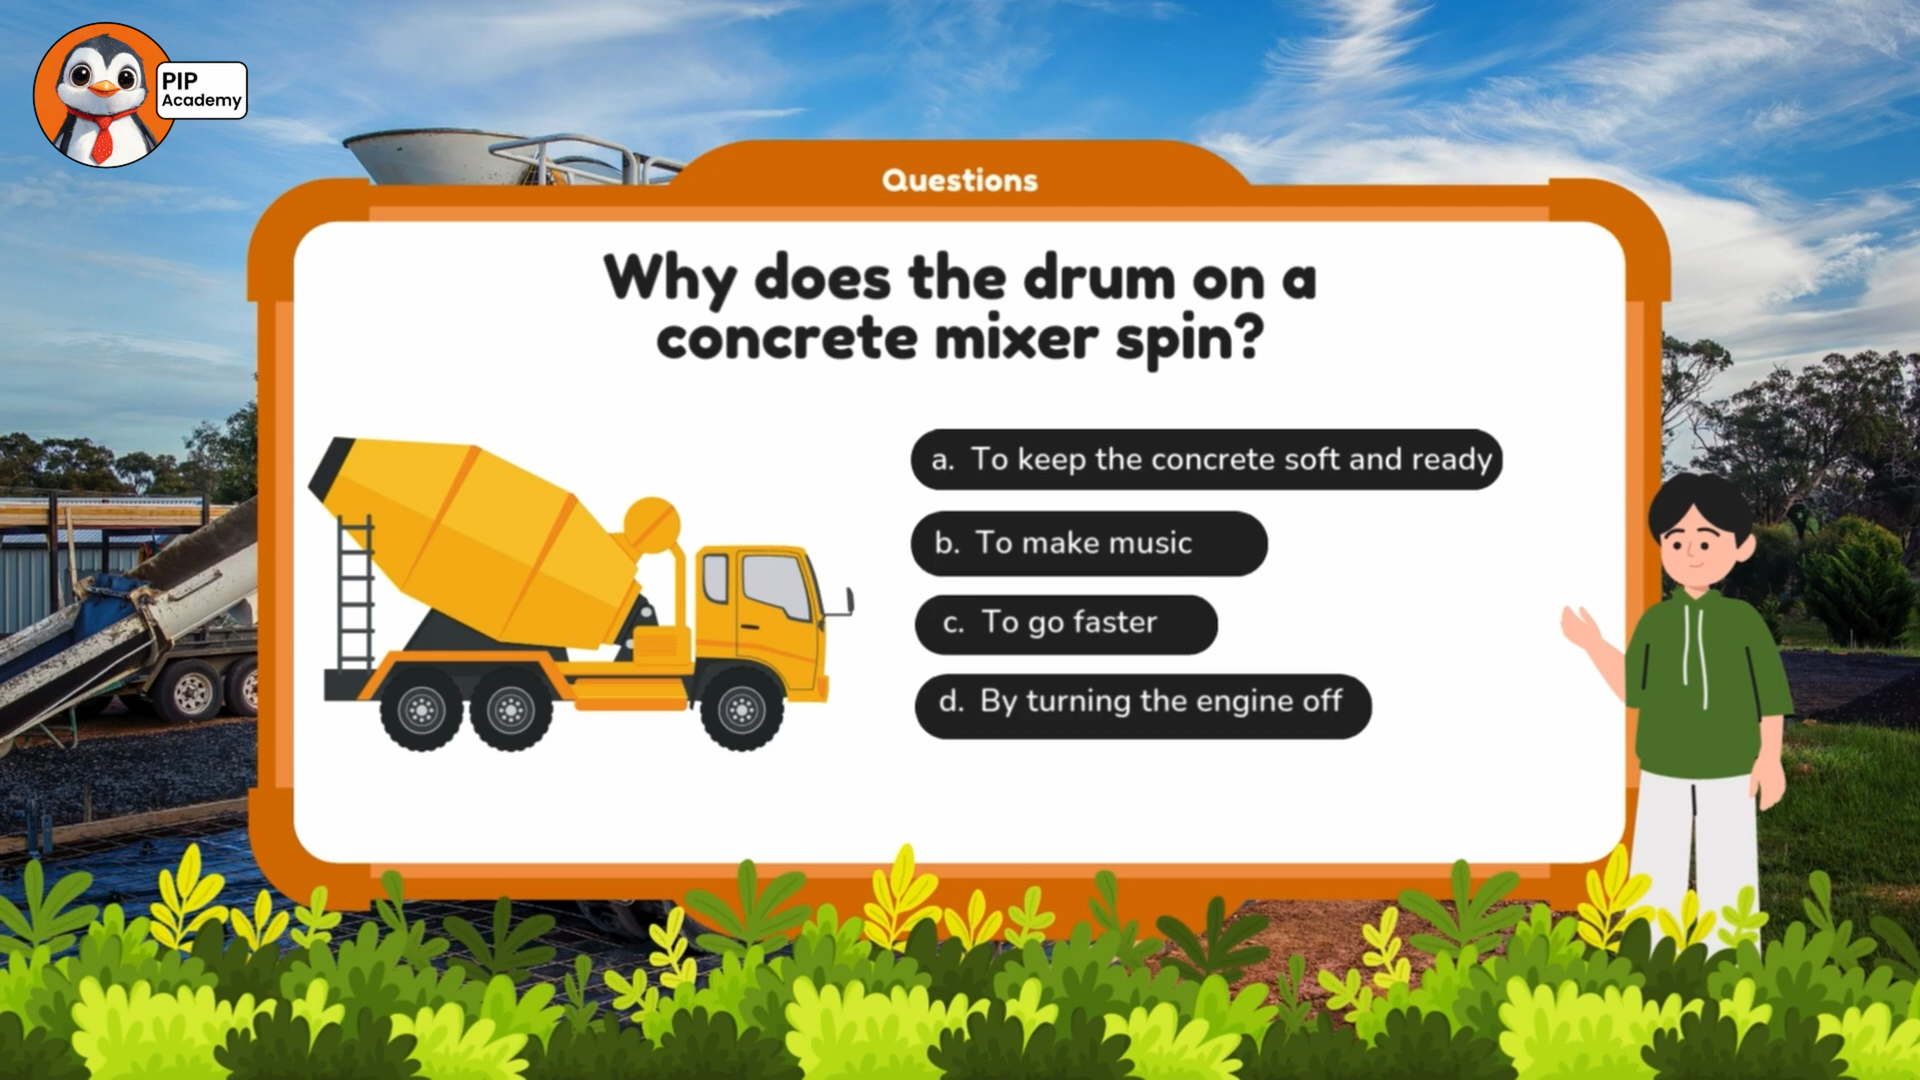 PIP
Academy
Questions
Why does the drum on a
concrete mixer spin?
a. To keep the concrete soft and ready
b. To make music
c. To go faster
d. By turning the engine off